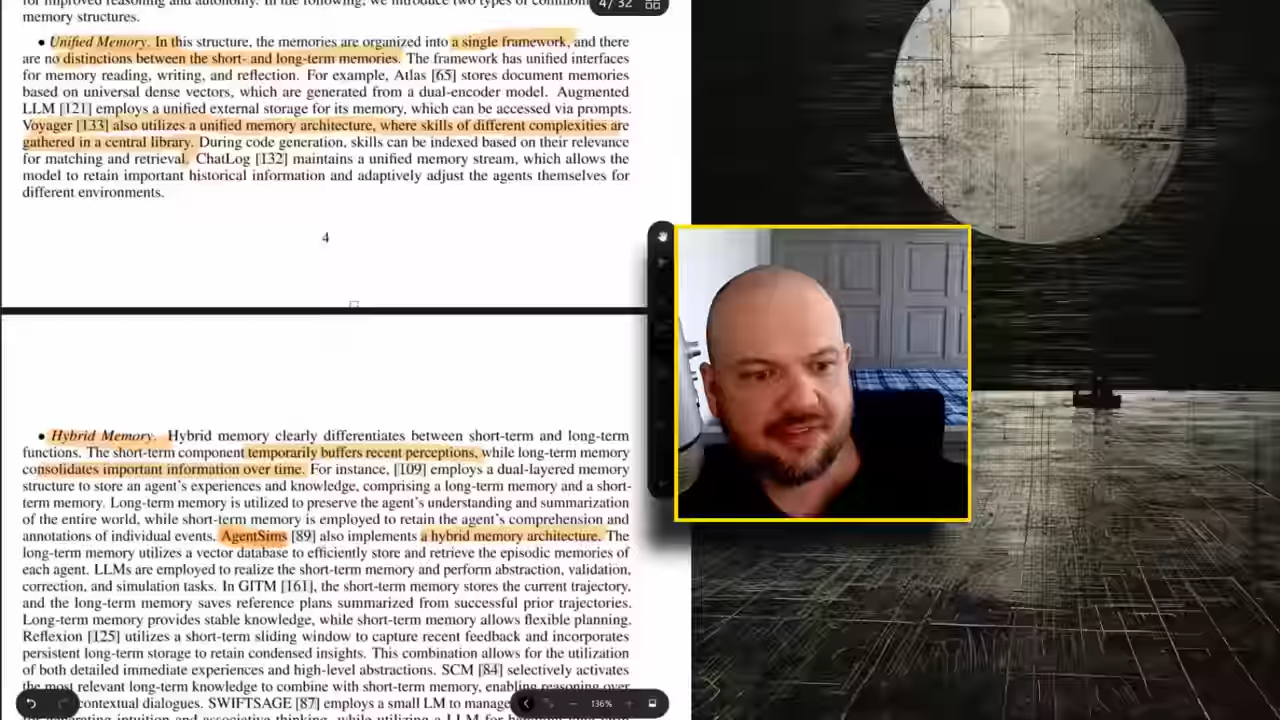 memory structures.
4/32
• Unified Memory. In this structure, the memories are organized into a single framework, and there
are no distinctions between the short- and long-term memories. The framework has unified interfaces
for memory reading, writing, and reflection. For example, Atlas [65] stores document memories
based on universal dense vectors, which are generated from a dual-encoder model. Augmented
LLM [121] employs a unified external storage for its memory, which can be accessed via prompts.
Voyager [133] also utilizes a unified memory architecture, where skills of different complexities are
gathered in a central library. During code generation, skills can be indexed based on their relevance
for matching and retrieval. ChatLog [132] maintains a unified memory stream, which allows the
model to retain important historical information and adaptively adjust the agents themselves for
different environments.
4
• Hybrid Memory. Hybrid memory clearly differentiates between short-term and long-term
functions. The short-term component temporarily buffers recent perceptions, while long-term memory
consolidates important information over time. For instance, [109] employs a dual-layered memory
structure to store an agent's experiences and knowledge, comprising a long-term memory and a short-
term memory. Long-term memory is utilized to preserve the agent's understanding and summarization
of the entire world, while short-term memory is employed to retain the agent's comprehension and
annotations of individual events. AgentSims [89] also implements a hybrid memory architecture. The
long-term memory utilizes a vector database to efficiently store and retrieve the episodic memories of
each agent. LLMs are employed to realize the short-term memory and perform abstraction, validation,
correction, and simulation tasks. In GITM [161], the short-term memory stores the current trajectory,
and the long-term memory saves reference plans summarized from successful prior trajectories.
Long-term memory provides stable knowledge, while short-term memory allows flexible planning.
Reflexion [125] utilizes a short-term sliding window to capture recent feedback and incorporates
persistent long-term storage to retain condensed insights. This combination allows for the utilization
of both detailed immediate experiences and high-level abstractions. SCM [84] selectively activates
the most relevant long-term knowledge to combine with short-term memory, enabling reasoning over
contextual dialogues. SWIFTSAGE [87] employs a small LM to manage
136%